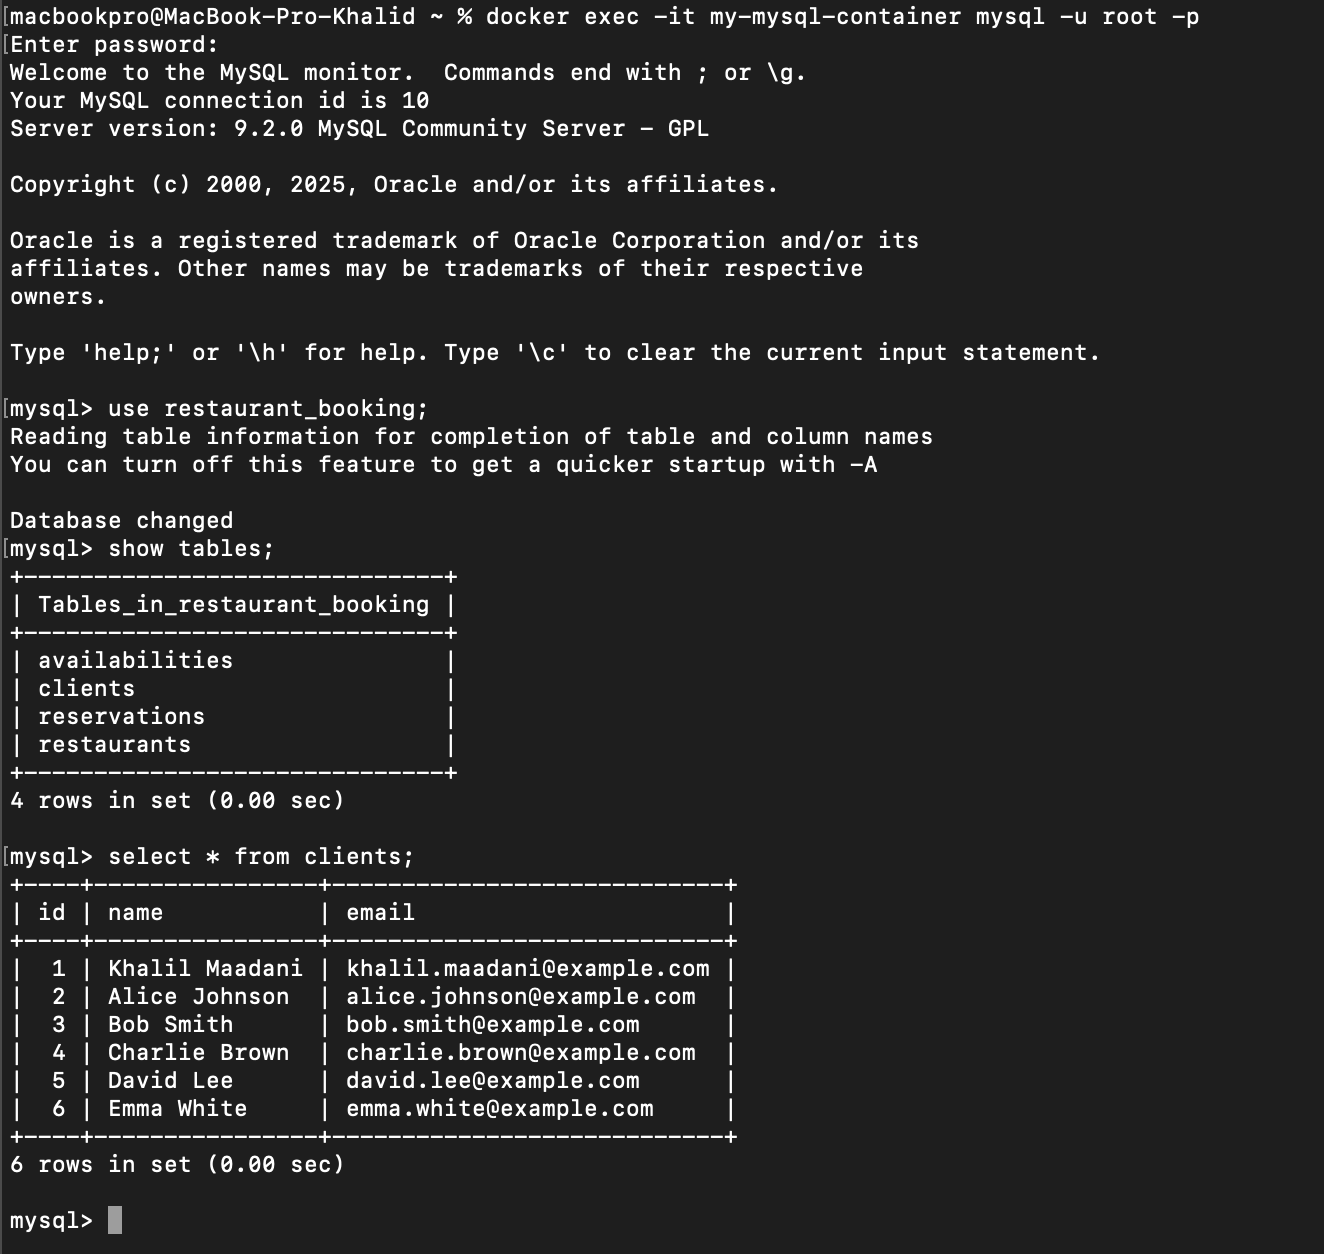 [macbookpro@MacBook-Pro-Khalid ~ % docker exec -it my-mysql-container mysql -u root -p
[Enter password:
Welcome to the MySQL monitor.  Commands end with ; or \g.
Your MySQL connection id is 10
Server version: 9.2.0 MySQL Community Server - GPL

Copyright (c) 2000, 2025, Oracle and/or its affiliates.

Oracle is a registered trademark of Oracle Corporation and/or its
affiliates. Other names may be trademarks of their respective
owners.

Type 'help;' or '\h' for help. Type '\c' to clear the current input statement.

[mysql> use restaurant_booking;
Reading table information for completion of table and column names
You can turn off this feature to get a quicker startup with -A

Database changed
[mysql> show tables;
+------------------------------+
| Tables_in_restaurant_booking |
+------------------------------+
| availabilities               |
| clients                      |
| reservations                 |
| restaurants                  |
+------------------------------+
4 rows in set (0.00 sec)

[mysql> select * from clients;
+----+----------------+----------------------------+
| id | name           | email                      |
+----+----------------+----------------------------+
|  1 | Khalil Maadani | khalil.maadani@example.com |
|  2 | Alice Johnson  | alice.johnson@example.com  |
|  3 | Bob Smith      | bob.smith@example.com      |
|  4 | Charlie Brown  | charlie.brown@example.com  |
|  5 | David Lee      | david.lee@example.com      |
|  6 | Emma White     | emma.white@example.com     |
+----+----------------+----------------------------+
6 rows in set (0.00 sec)

mysql>